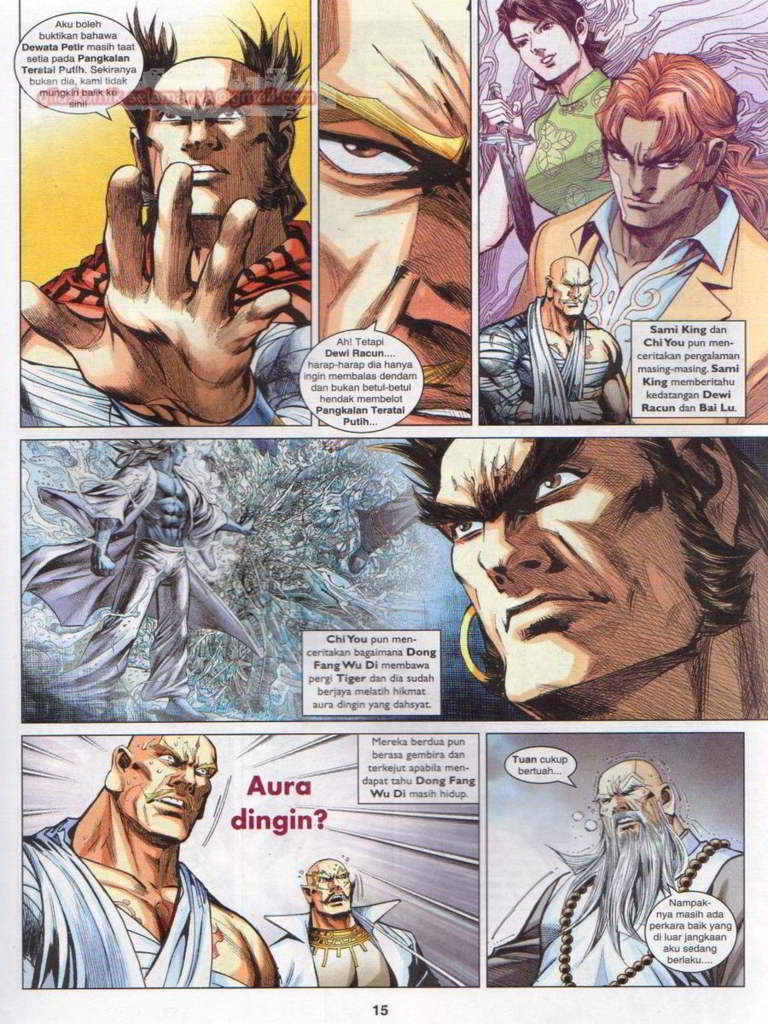 Aku boleh
buktikan bahawa
Dewata Petir masih taat
setia pada Pangkalan
Teratai Putih. Sekiranya
bukan dia, kami tidak
mungkin balik ke
sini!
Ah! Tetapi
Dewi Racun....
harap-harap dia hanya
ingin membalas dendam
dan bukan betul-betul
hendak membelot
Pangkalan Teratai
Putih...
Sami King dan
Chi You pun men-
ceritakan pengalaman
masing-masing. Sami
King memberitahu
kedatangan Dewi
Racun dan Bai Lu.
Chi You pun men-
ceritakan bagaimana Dong
Fang Wu Di membawa
pergi Tiger dan dia sudah
berjaya melatih hikmat
aura dingin yang dahsyat.
Aura
dingin?
Mereka berdua pun
berasa gembira dan
terkejut apabila men-
dapat tahu Dong Fang
Wu Di masih hidup.
Tuan cukup
bertuah...
Nampak-
nya masih ada
perkara baik yang
di luar jangkaan
aku sedang
berlaku....
15